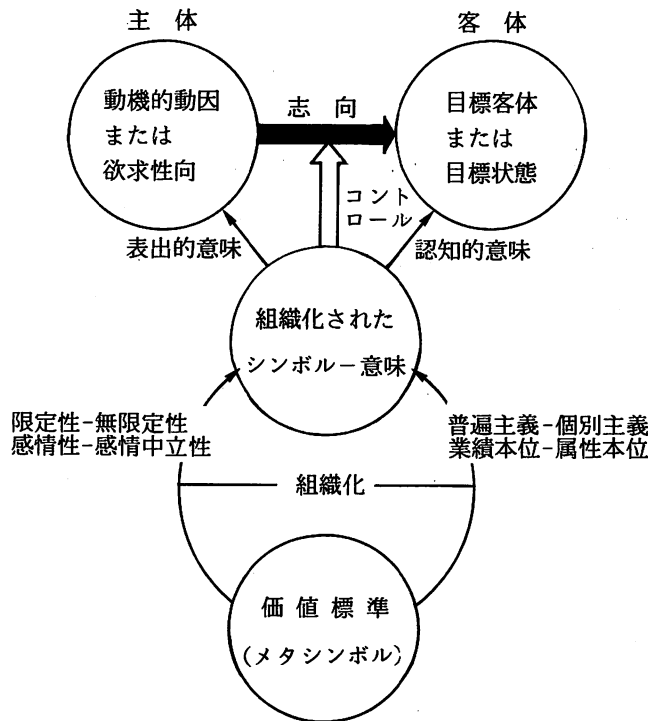 主体
客体
動機的動因
または
欲求性向
志向
目標客体
または
目標状態
コント
ロール
表出的意味
認知的意味
組織化された
シンボル－意味
限定性－無限定性
感情性－感情中立性
普遍主義－個別主義
業績本位－属性本位
組織化
価値標準
(メタシンボル)